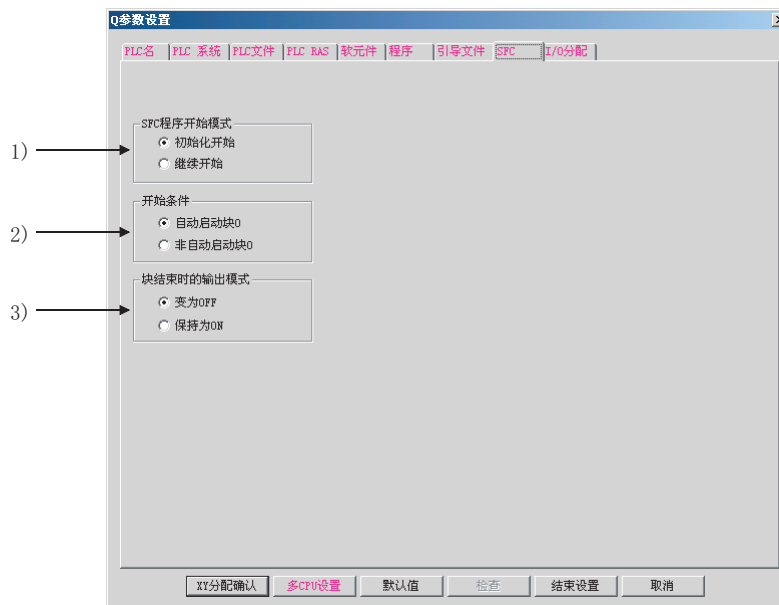 Q参数设置
PLC名 PLC 系统 PLC文件 PLC RAS 软元件 程序 引导文件 SFC I/O分配
SFC程序开始模式
1)
初始化开始
继续开始
开始条件
2)
自动启动块0
非自动启动块0
块结束时的输出模式
3)
变为OFF
保持为ON
XY分配确认 多CPU设置 默认值 检查 结束设置 取消